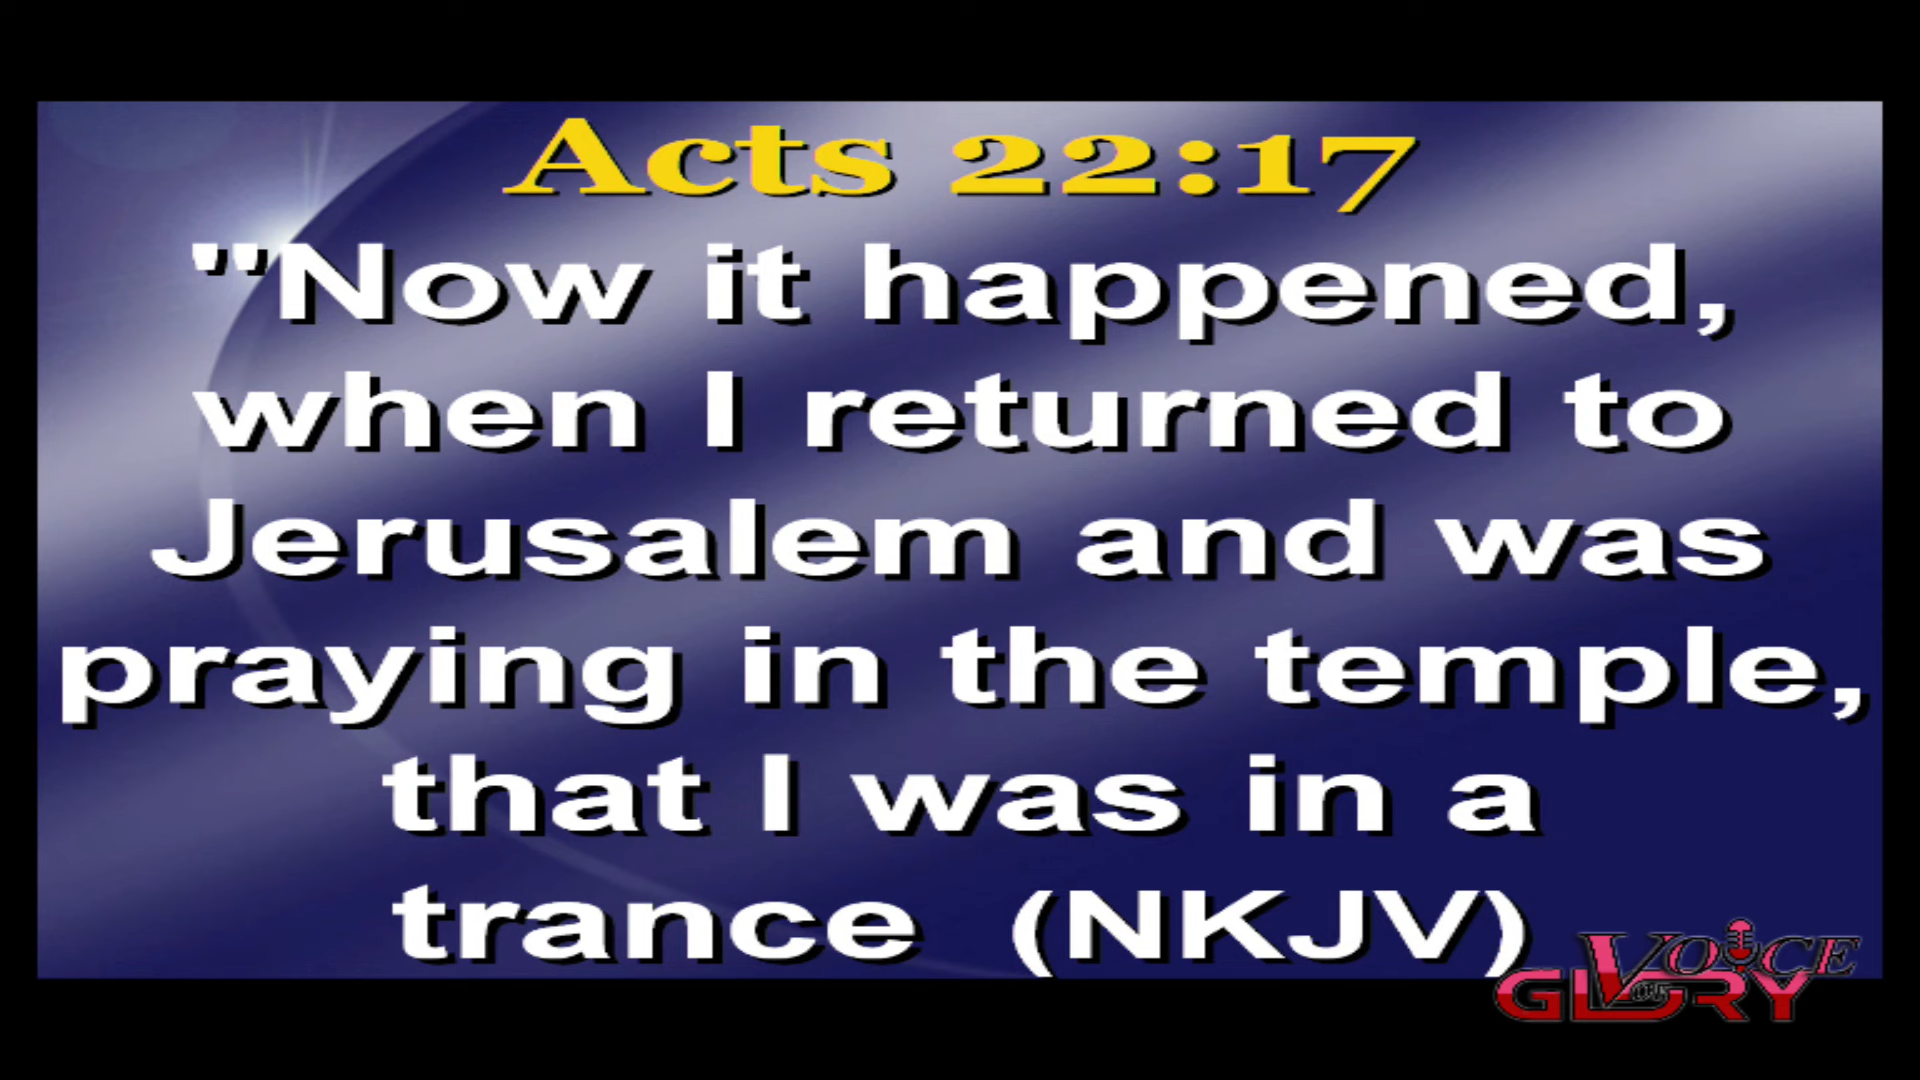 Acts 22:17
"Now it happened,
when I returned to
Jerusalem and was
praying in the temple,
that I was in a
trance (NKJV)
VOICE
OF
GLORY